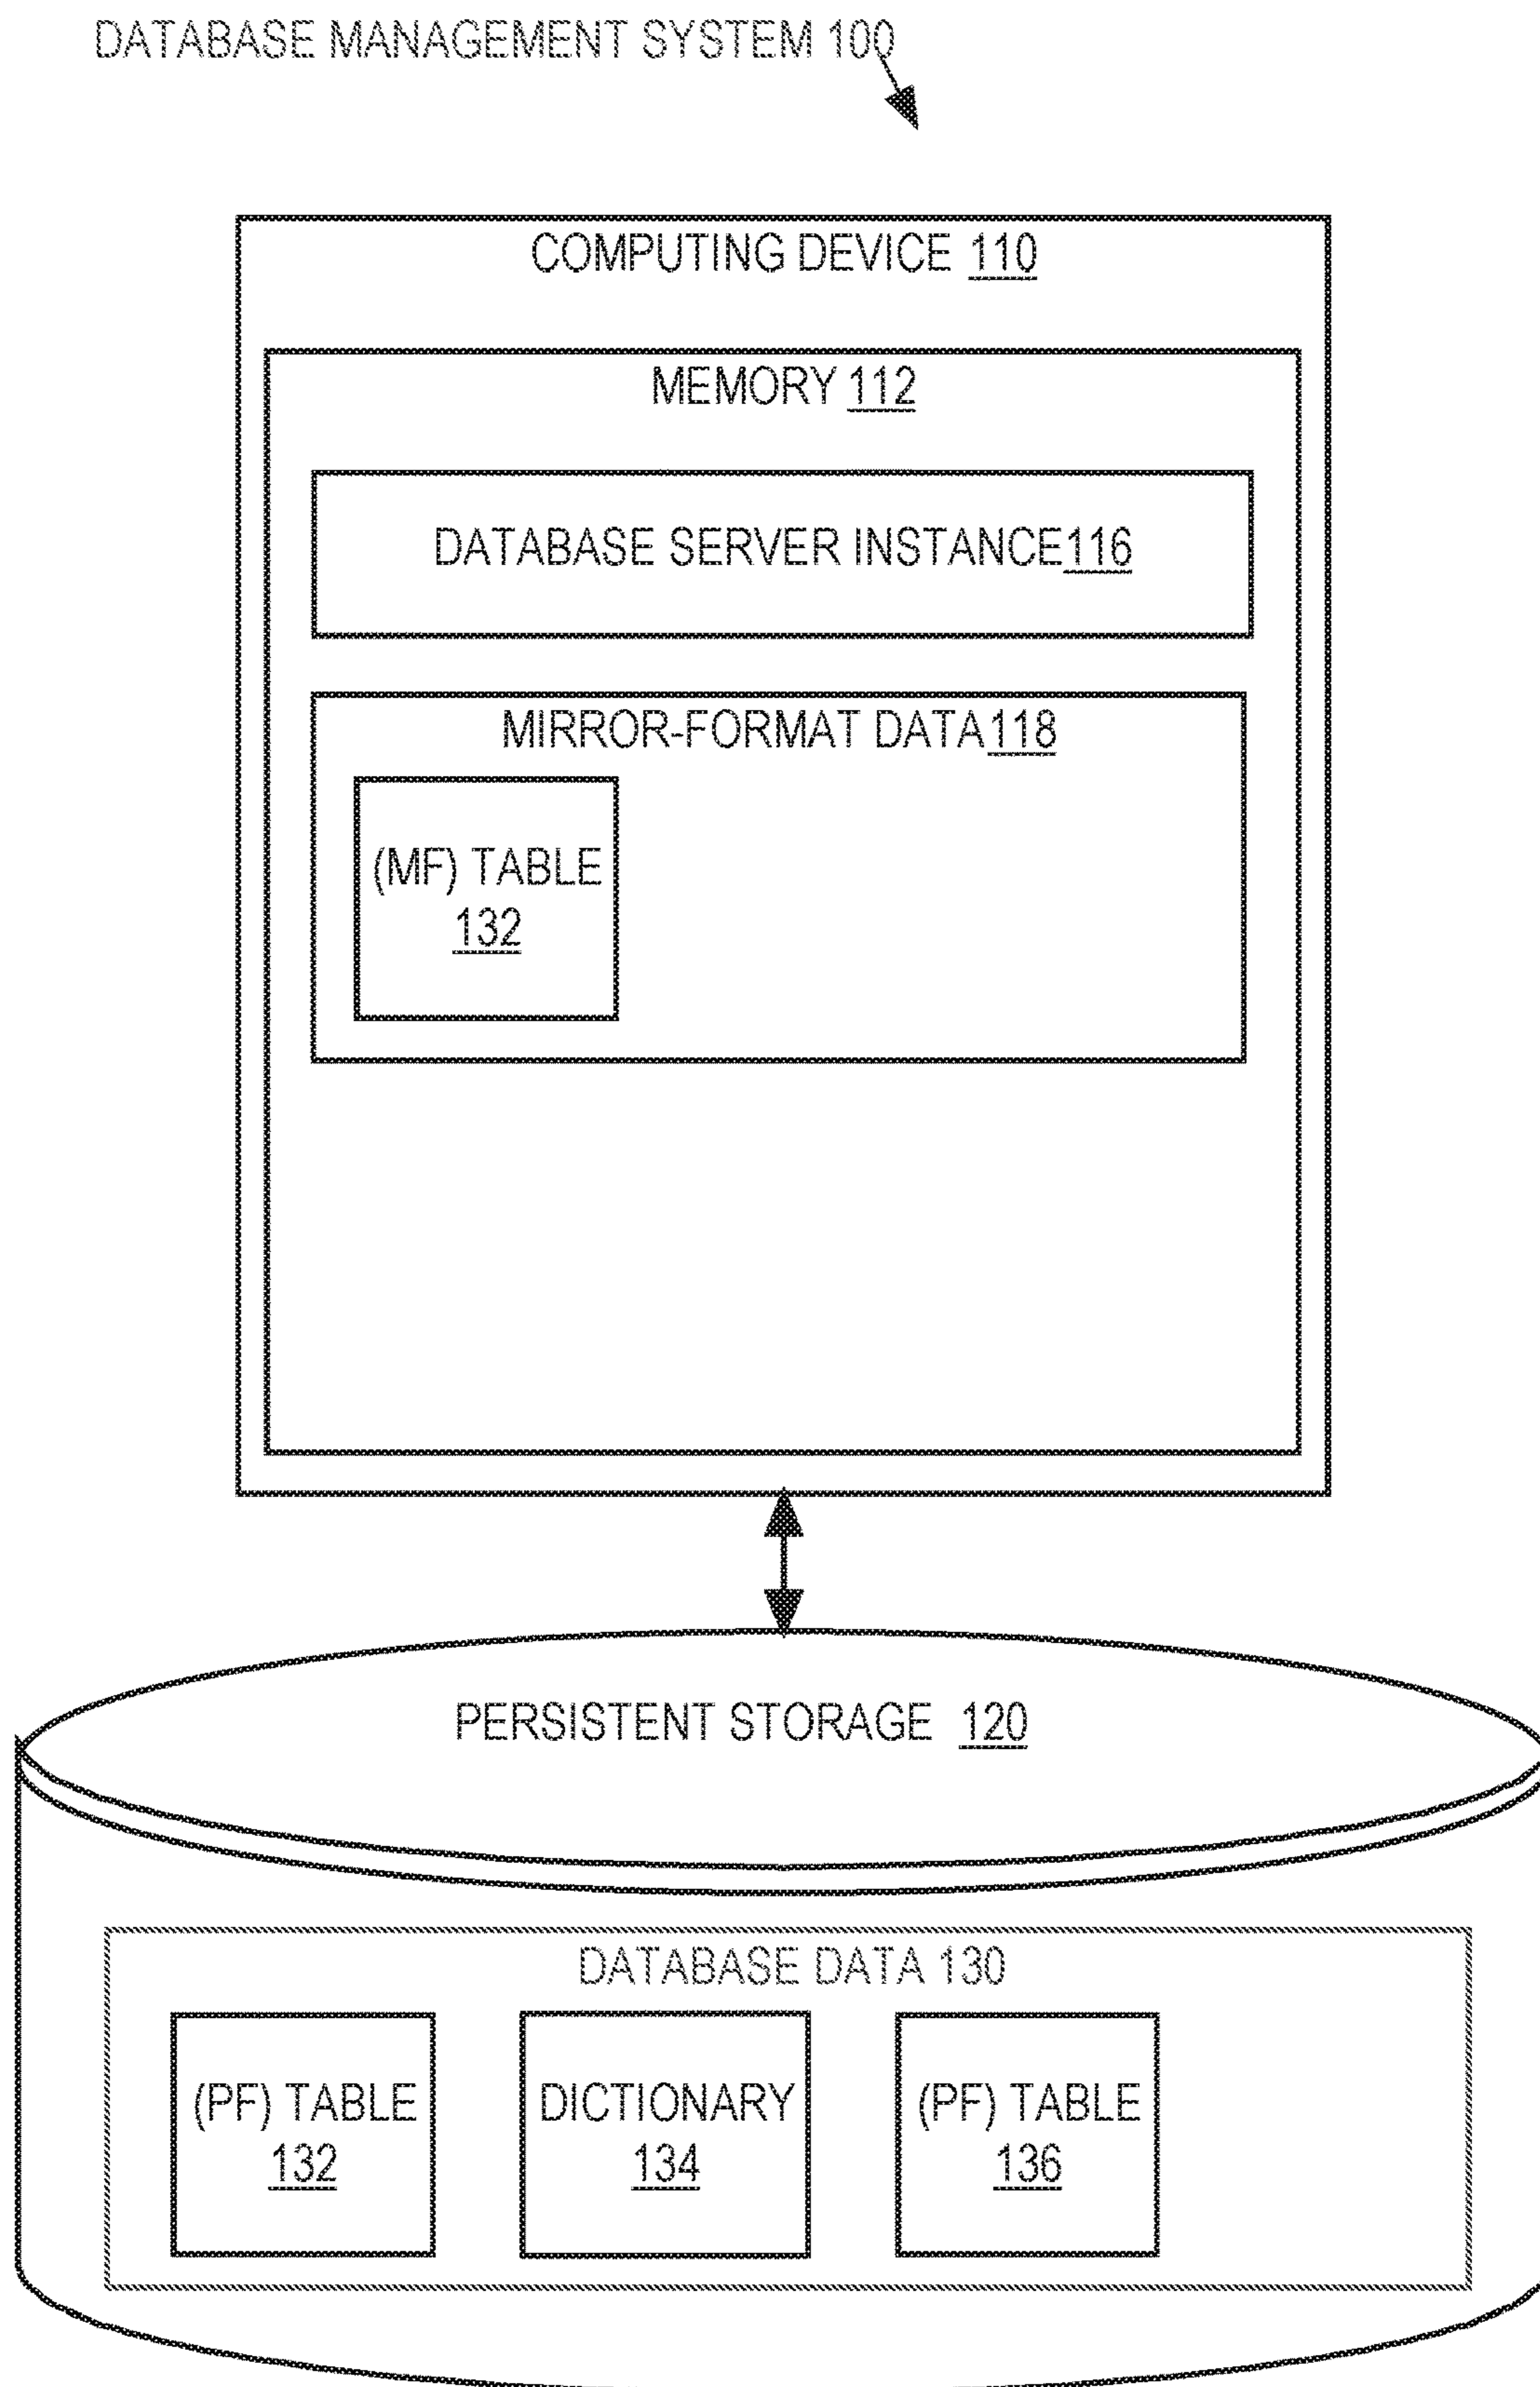 DATABASE MANAGEMENT SYSTEM 100
COMPUTING DEVICE 110
MEMORY 112
DATABASE SERVER INSTANCE116
MIRROR-FORMAT DATA118
(MF) TABLE
132
PERSISTENT STORAGE 120
DATABASE DATA 130
(PF) TABLE
132
DICTIONARY
134
(PF) TABLE
136